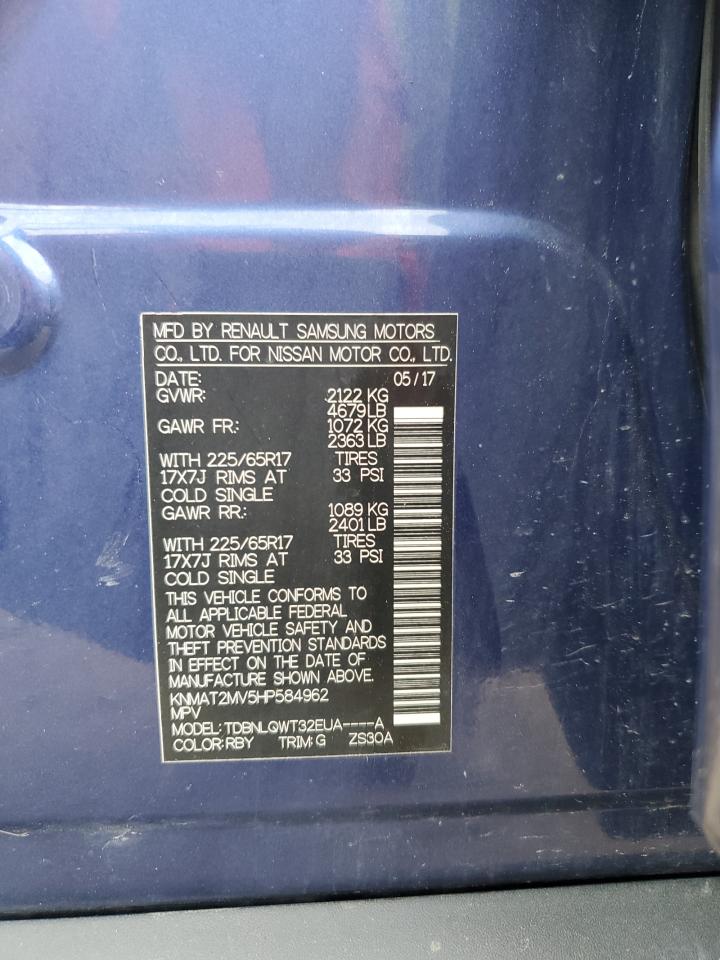 MFD BY RENAULT SAMSUNG MOTORS
CO., LTD. FOR NISSAN MOTOR CO., LTD.
DATE: 05/17
GVWR: 2122 KG
4679 LB
GAWR FR.: 1072 KG
2363 LB
WITH 225/65R17 TIRES
17X7J RIMS AT 33 PSI
COLD SINGLE
GAWR RR.: 1089 KG
2401 LB
WITH 225/65R17 TIRES
17X7J RIMS AT 33 PSI
COLD SINGLE
THIS VEHICLE CONFORMS TO
ALL APPLICABLE FEDERAL
MOTOR VEHICLE SAFETY AND
THEFT PREVENTION STANDARDS
IN EFFECT ON THE DATE OF
MANUFACTURE SHOWN ABOVE.
KNMAT2MV5HP584962
MPV
MODEL: TDBNLQWT32EUA----A
COLOR: RBY TRIM: G ZS30A